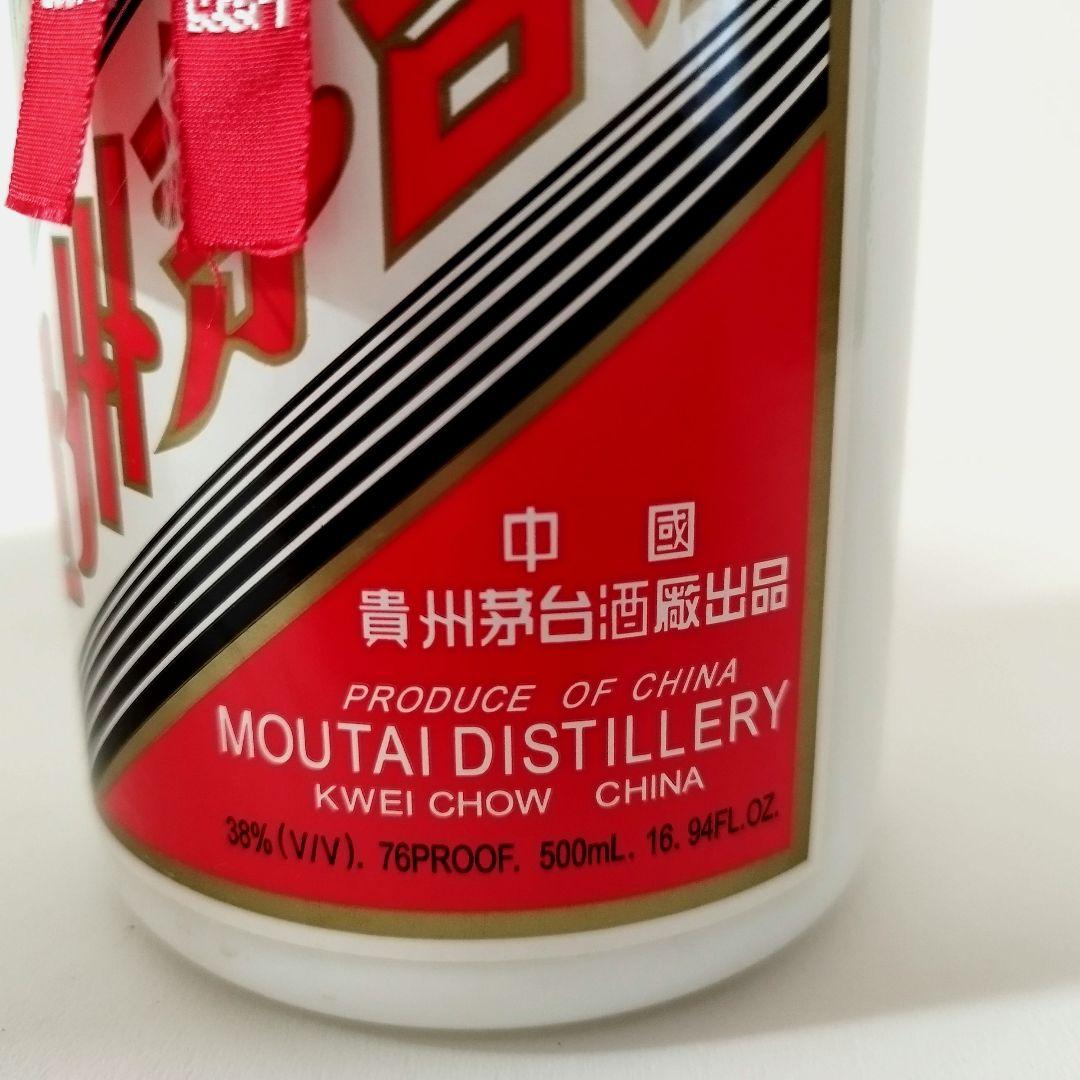 中國
貴州茅台酒廠出品
PRODUCE OF CHINA
MOUTAI DISTILLERY
KWEI CHOW CHINA
38%(V/V). 76PROOF. 500mL. 16.94FL.OZ.